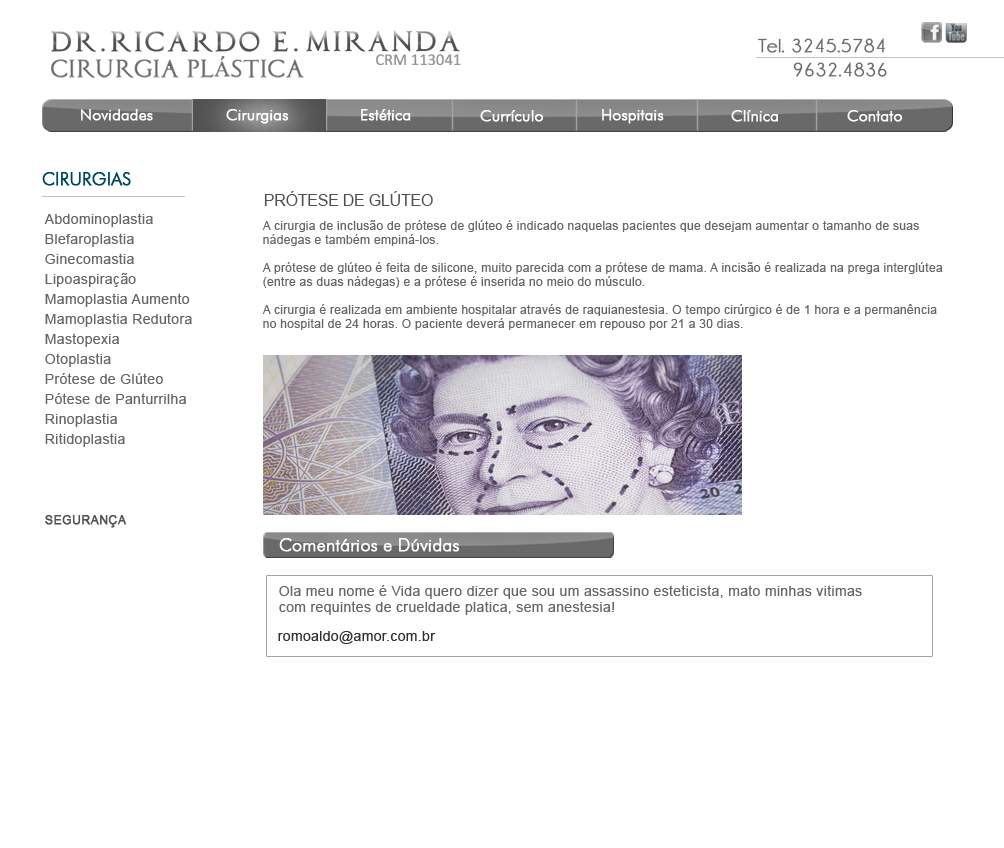 DR. RICARDO E. MIRANDA
CIRURGIA PLÁSTICA
CRM 113041
Tel. 3245.5784
9632.4836
f
You
Tube
Novidades
Cirurgias
Estética
Currículo
Hospitais
Clínica
Contato
CIRURGIAS
Abdominoplastia
Blefaroplastia
Ginecomastia
Lipoaspiração
Mamoplastia Aumento
Mamoplastia Redutora
Mastopexia
Otoplastia
Prótese de Glúteo
Pótese de Panturrilha
Rinoplastia
Ritidoplastia
SEGURANÇA
PRÓTESE DE GLÚTEO
A cirurgia de inclusão de prótese de glúteo é indicado naquelas pacientes que desejam aumentar o tamanho de suas
nádegas e também empiná-los.
A prótese de glúteo é feita de silicone, muito parecida com a prótese de mama. A incisão é realizada na prega interglútea
(entre as duas nádegas) e a prótese é inserida no meio do músculo.
A cirurgia é realizada em ambiente hospitalar através de raquianestesia. O tempo cirúrgico é de 1 hora e a permanência
no hospital de 24 horas. O paciente deverá permanecer em repouso por 21 a 30 dias.
20
Comentários e Dúvidas
Ola meu nome é Vida quero dizer que sou um assassino esteticista, mato minhas vitimas
com requintes de crueldade platica, sem anestesia!
romoaldo@amor.com.br